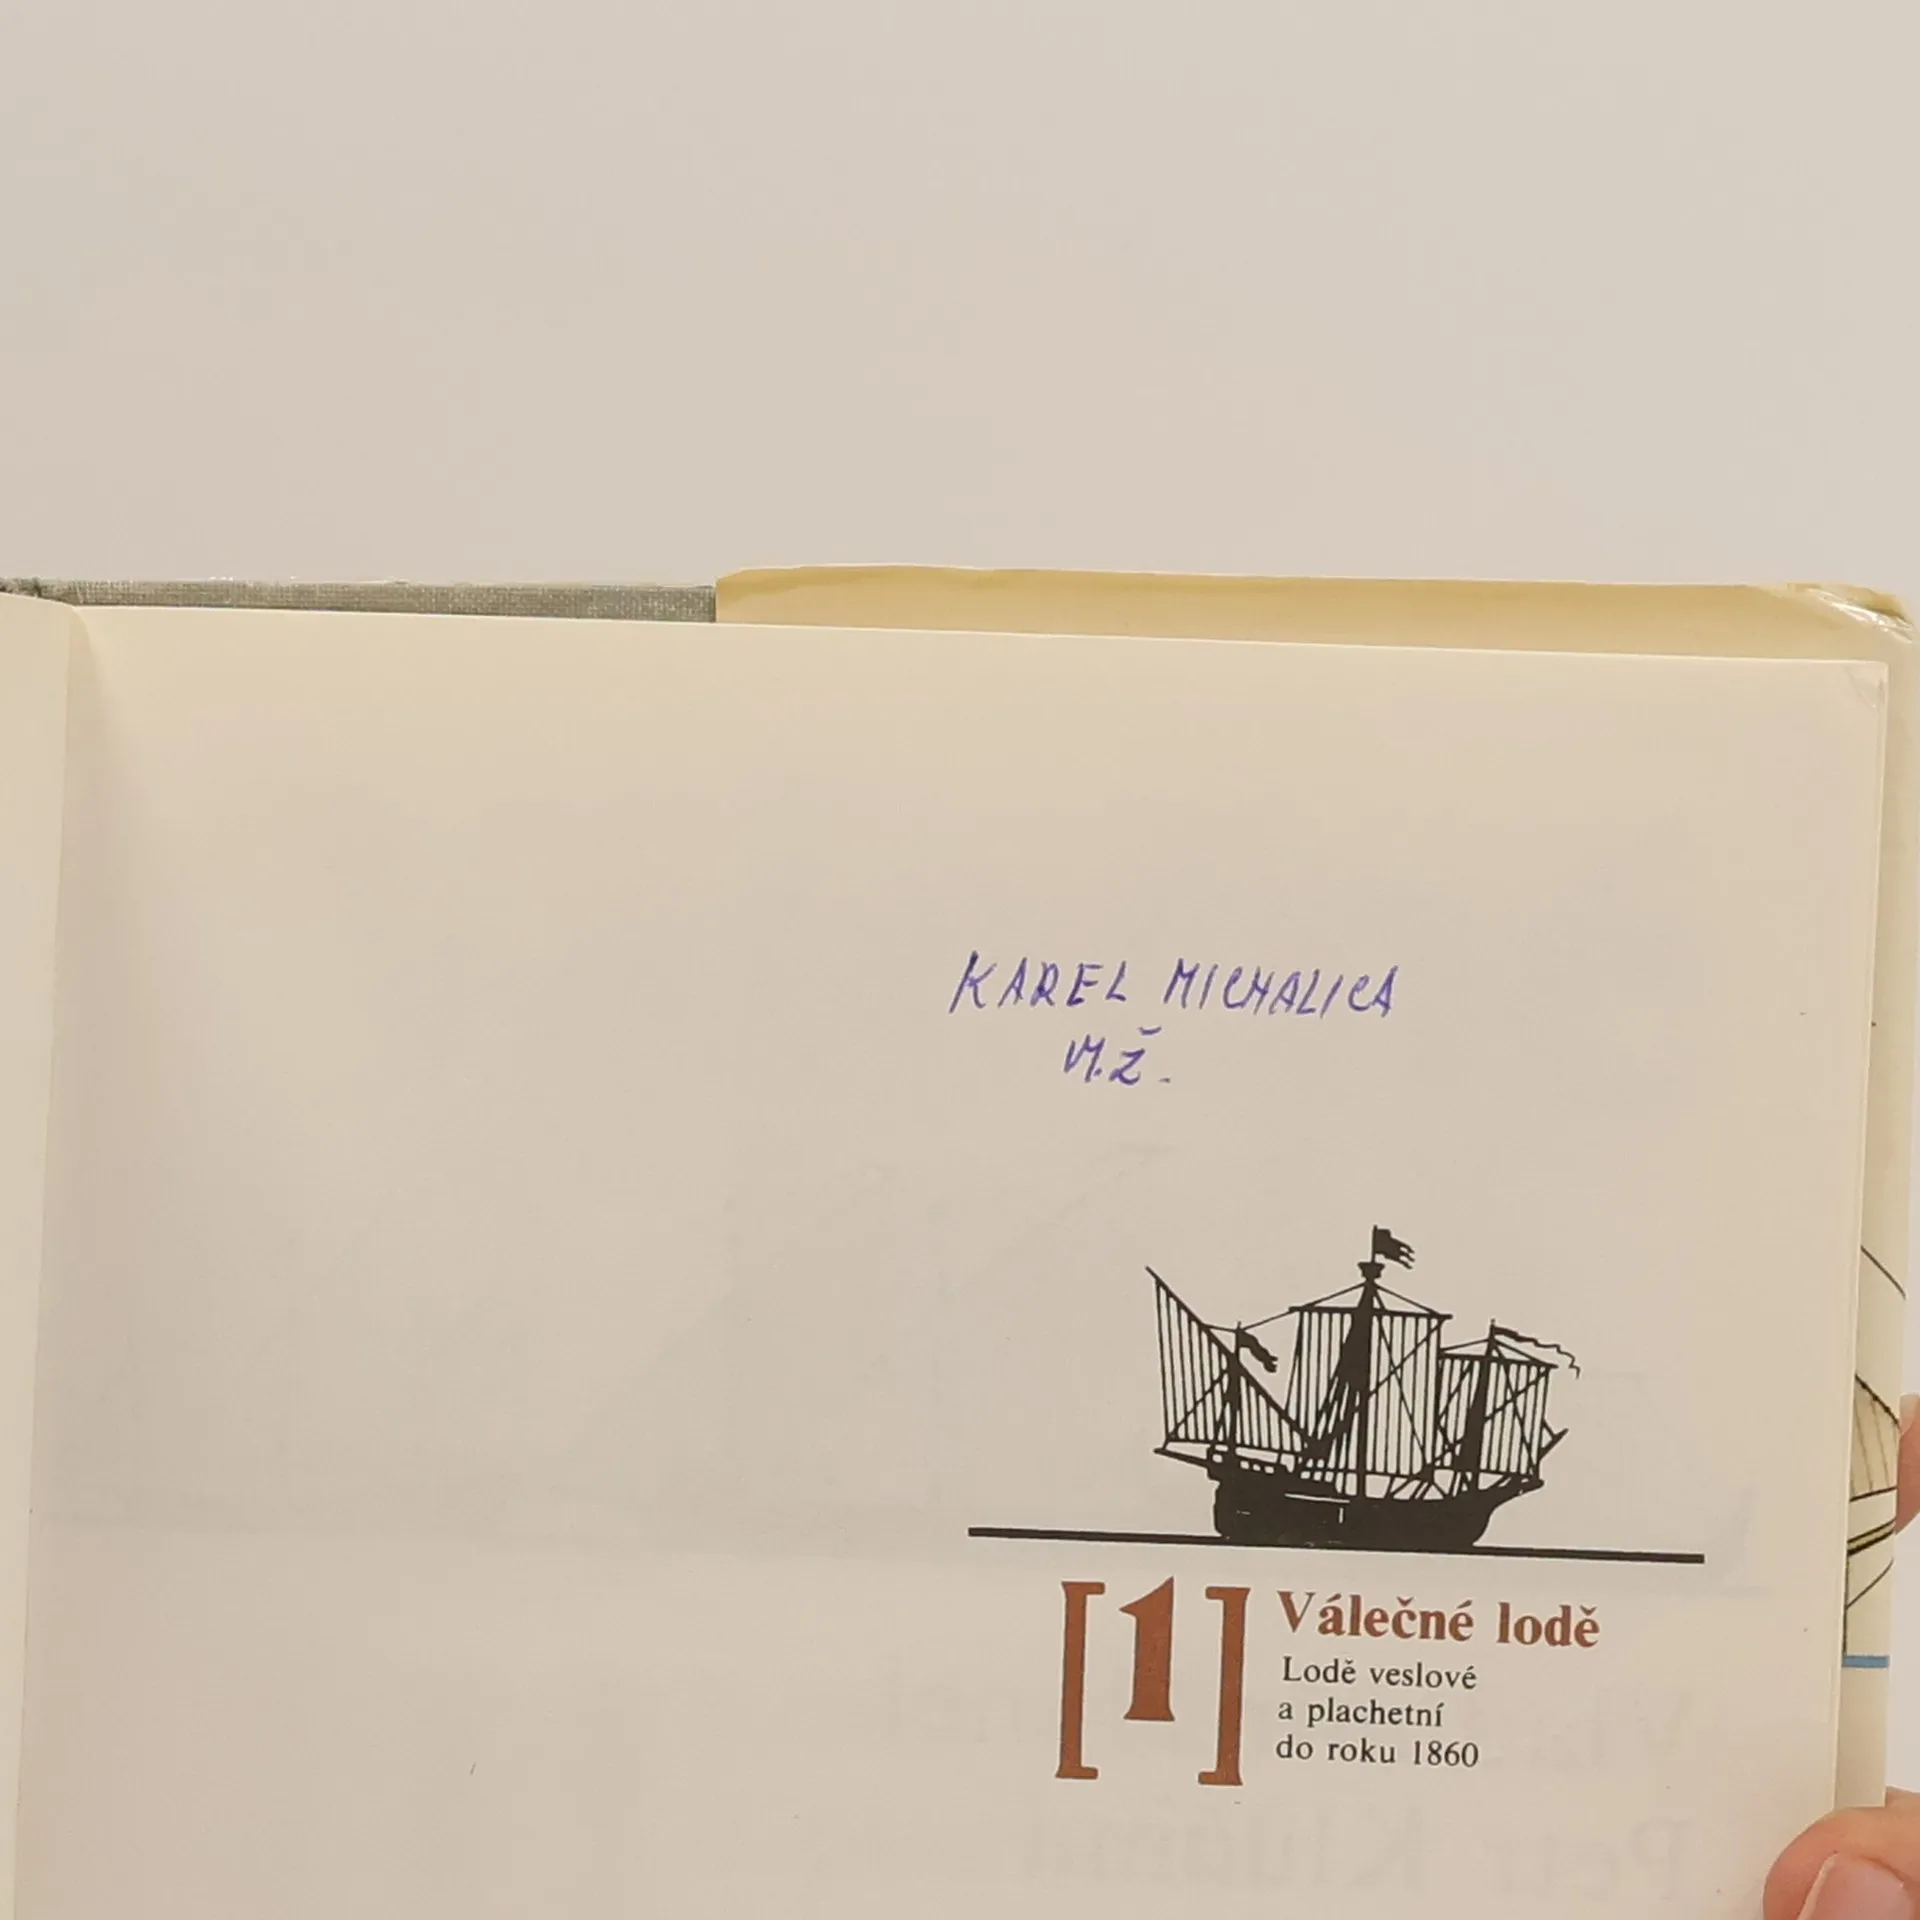 KAREL MICHALICA
M.Ž.
[1]
Válečné lodě
Lodě veslové
a plachetní
do roku 1860